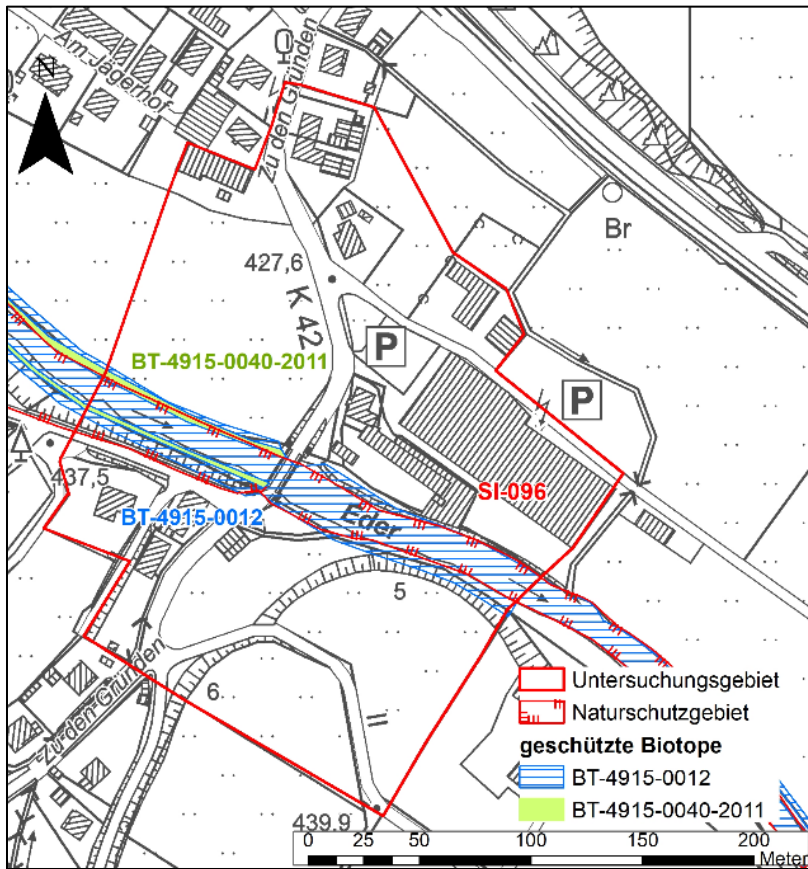 Am Jägerhof
N
Zu den Gründen
427,6
K 42
Br
P
BT-4915-0040-2011
P
437,5
SI-096
BT-4915-0012
Eder
5
6
Zu den Gründen
II
439.9
Untersuchungsgebiet
Naturschutzgebiet
geschützte Biotope
BT-4915-0012
BT-4915-0040-2011
0 25 50 100 150 200
Meter